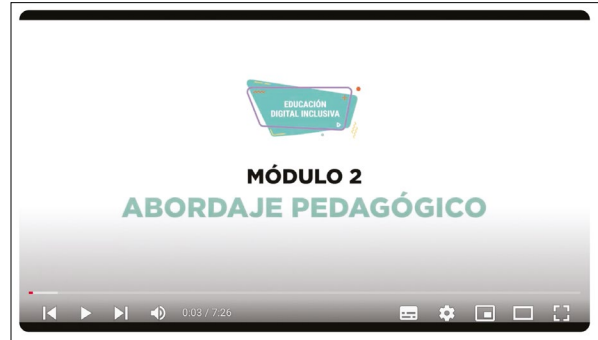 EDUCACIÓN
DIGITAL INCLUSIVA
MÓDULO 2
ABORDAJE PEDAGÓGICO
0:03 / 7:26